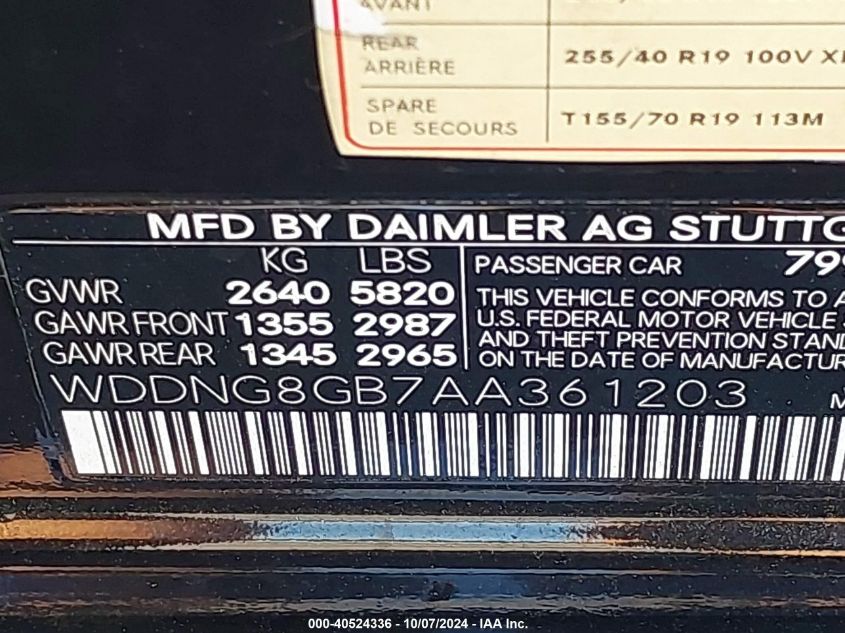 AVANT
REAR
ARRIÈRE
255/40 R19 100V
SPARE
DE SECOURS
T155/70 R19 113M
MFD BY DAIMLER AG
KG LBS
GVWR 2640 5820
GAWR FRONT 1355 2987
GAWR REAR 1345 2965
PASSENGER CAR 799
THIS VEHICLE CONFORMS TO
U.S. FEDERAL MOTOR VEHICLE
AND THEFT PREVENTION
ON THE DATE OF
WDDNG8GB7AA361203
000-40524336 - 10/07/2024 - IAA Inc.